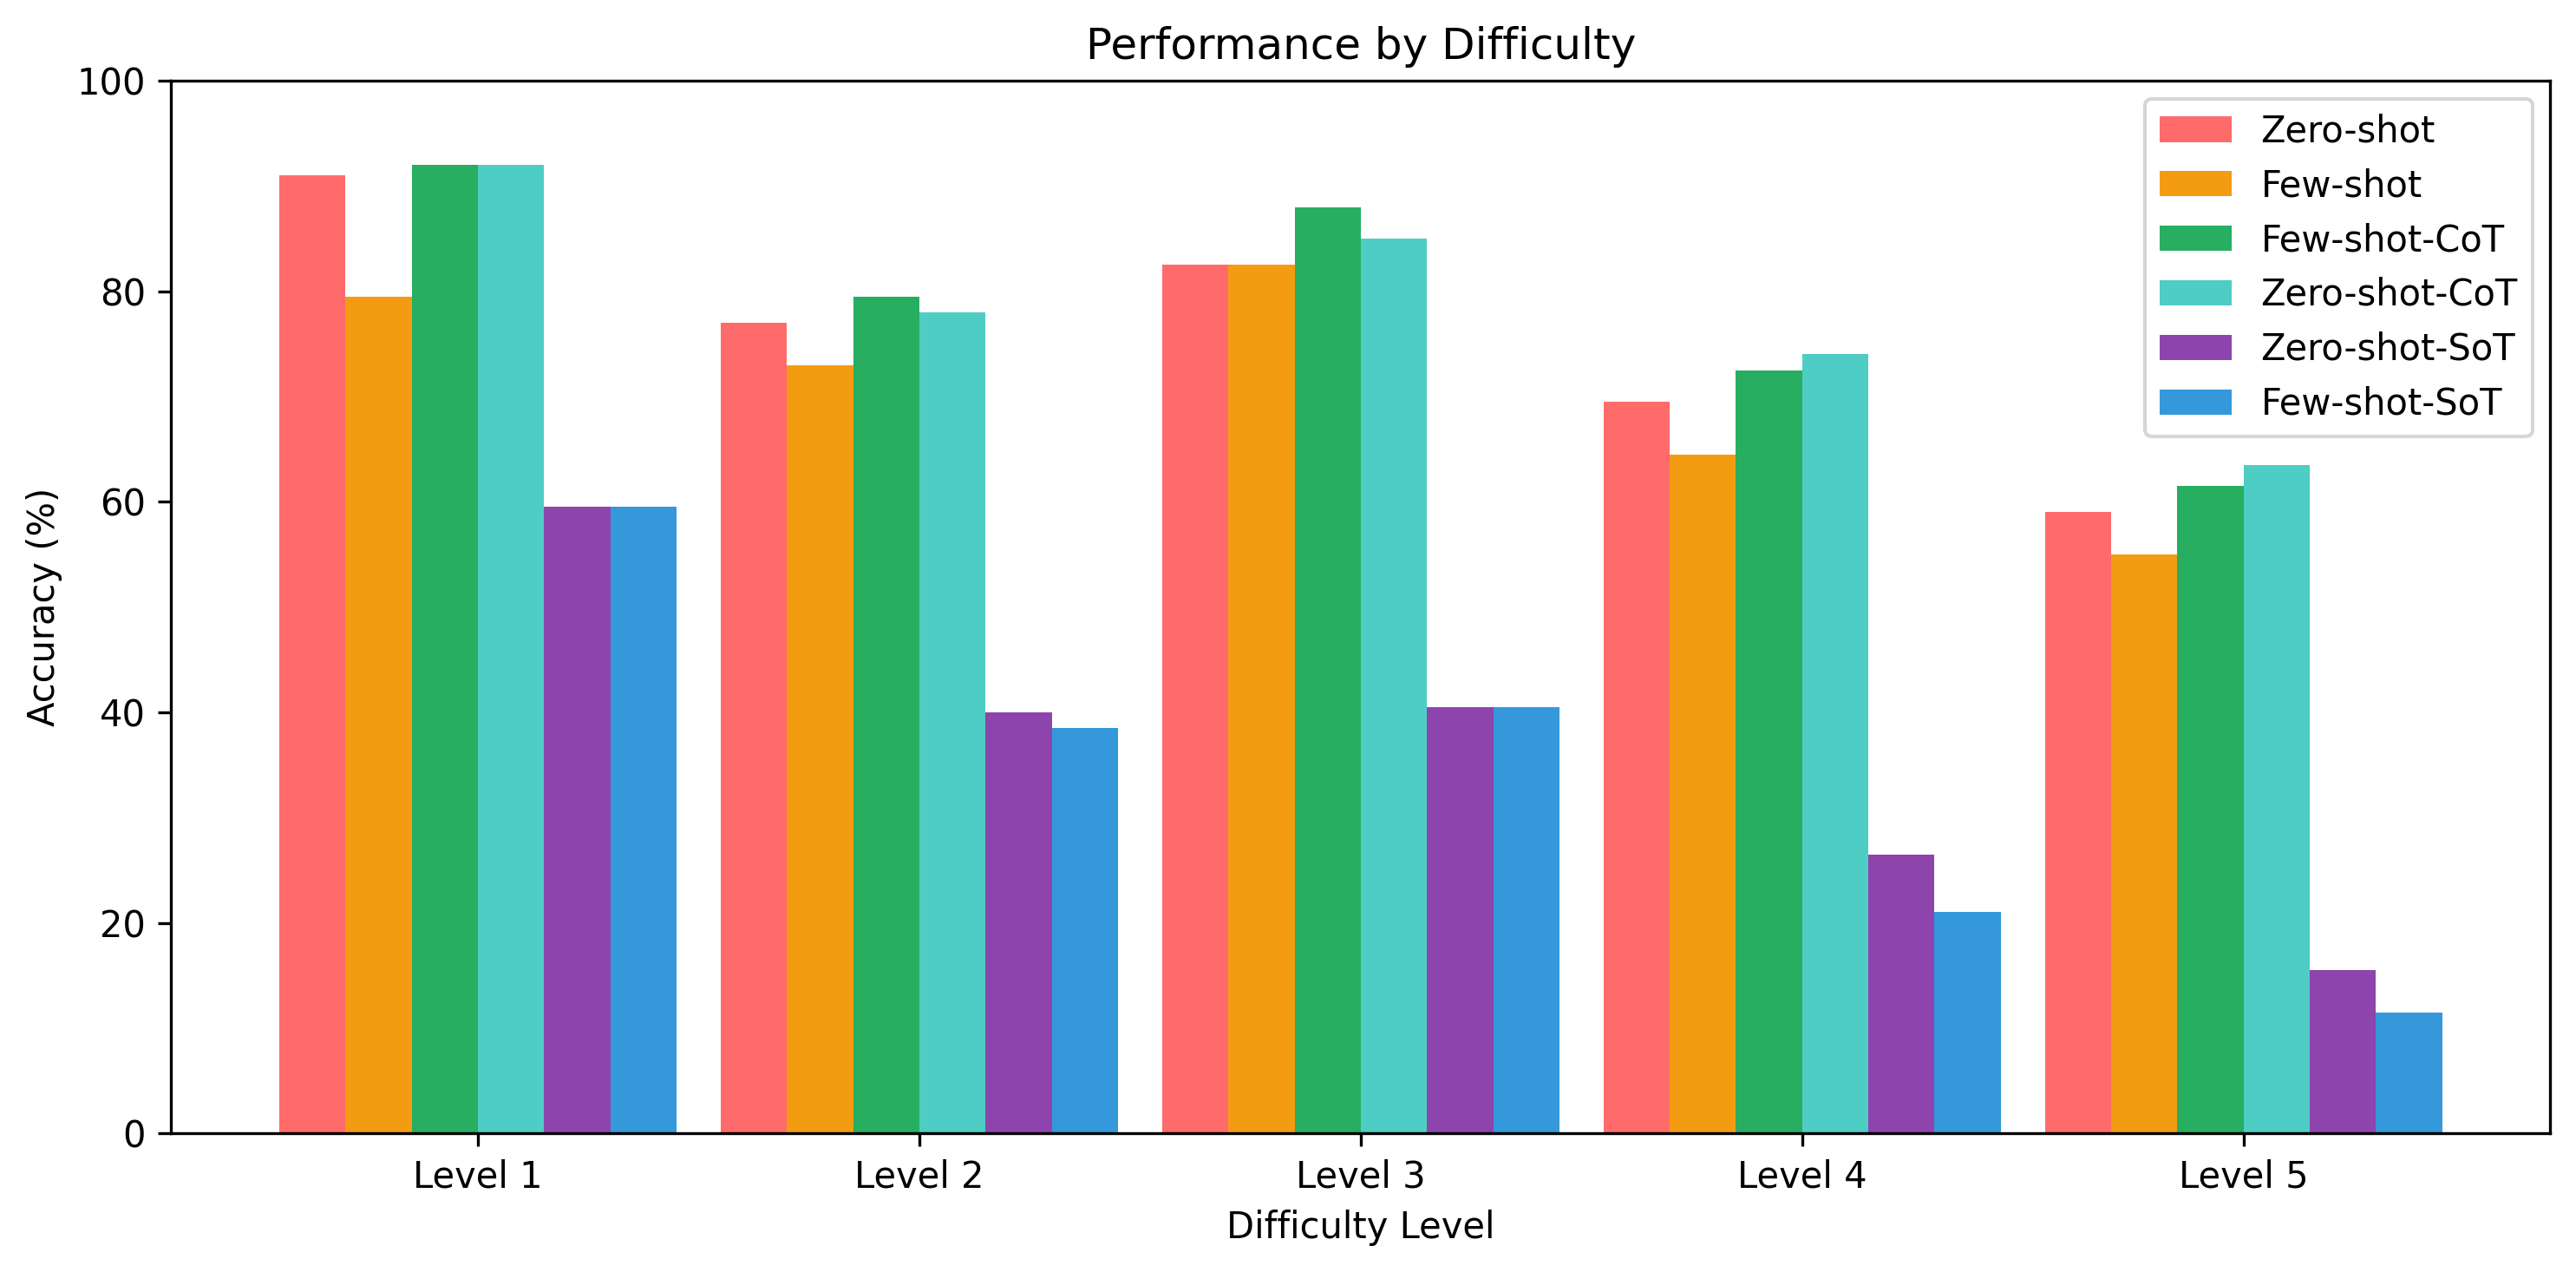 Performance by Difficulty
100
80
60
40
20
0
Accuracy (%)
Zero-shot
Few-shot
Few-shot-CoT
Zero-shot-CoT
Zero-shot-SoT
Few-shot-SoT
Level 1
Level 2
Level 3
Level 4
Level 5
Difficulty Level